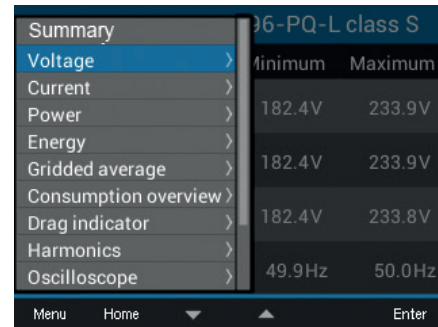 Summary
96-PQ-L class S
Voltage
Minimum Maximum
Current
Power
182.4V 233.9V
Energy
Gridded average
182.4V 233.9V
Consumption overview
Drag indicator
182.4V 233.8V
Harmonics
Oscilloscope
49.9Hz 50.0Hz
Menu Home Enter